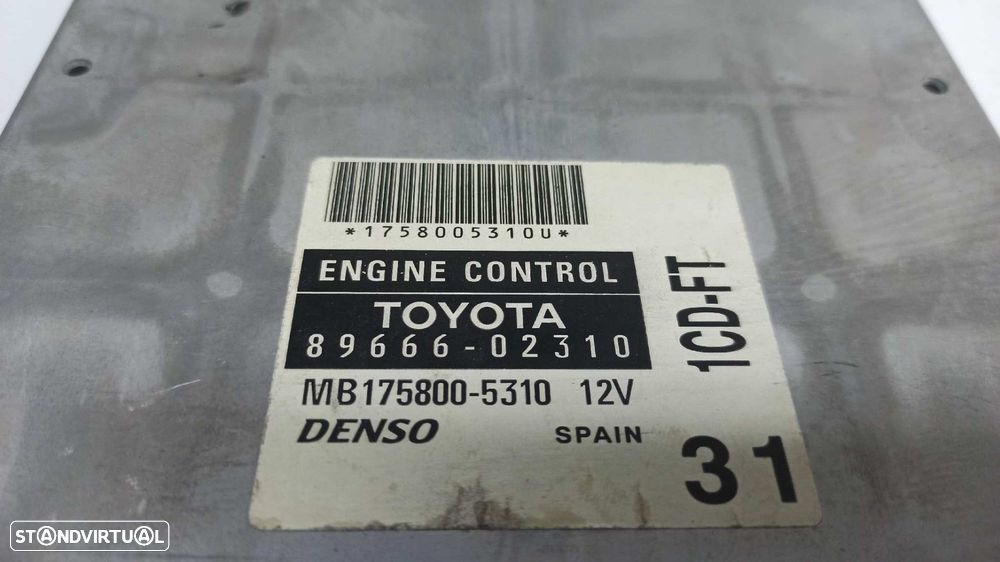 *1758005310U*
ENGINE CONTROL
TOYOTA
89666-02310
MB175800-5310 12V
DENSO SPAIN
1CD-FT
31
STANDVIRTUAL